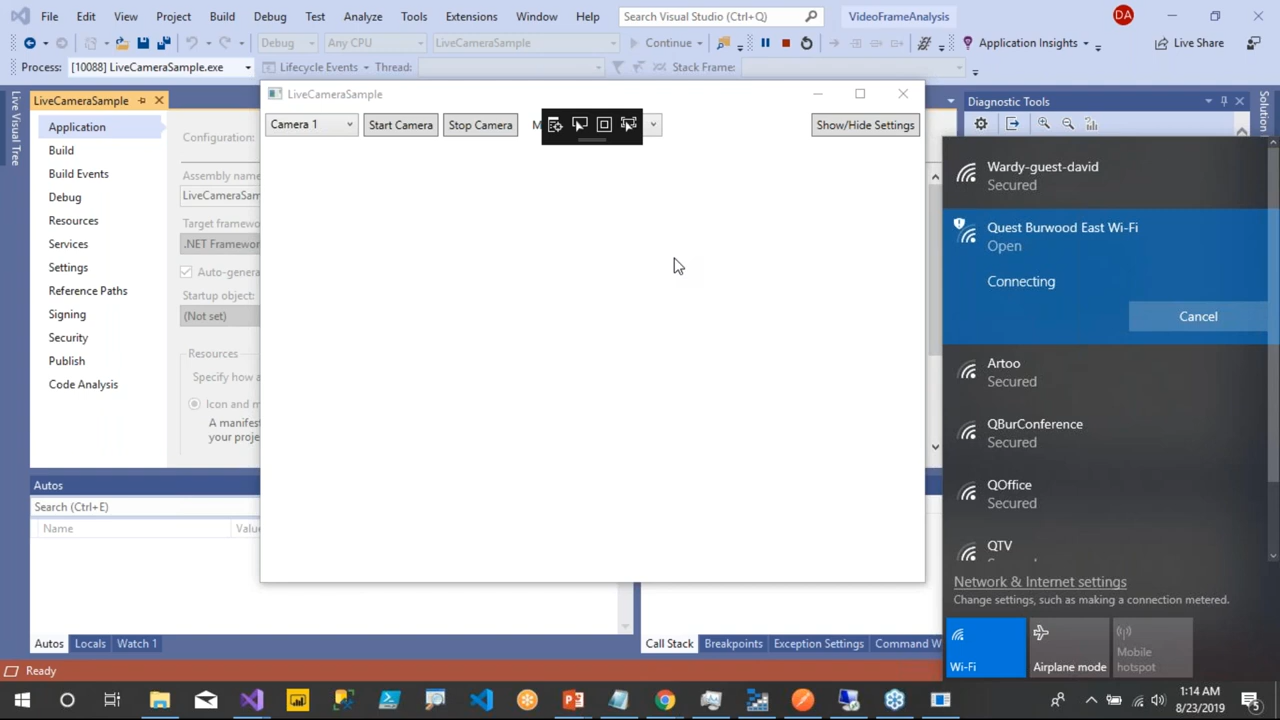 File Edit View Project Build Debug Test Analyze Tools Extensions Window Help Search Visual Studio (Ctrl+Q) VideoFrameAnalysis DA
Debug Any CPU LiveCameraSample Continue Application Insights Live Share
Process: [10088] LiveCameraSample.exe Lifecycle Events Thread: Stack Frame:
Live Visual Tree
LiveCameraSample
Application
Build
Build Events
Debug
Resources
Services
Settings
Reference Paths
Signing
Security
Publish
Code Analysis
Configuration:
Assembly name
LiveCameraSam
Target framew
.NET Framewor
Auto-genera
Startup object:
(Not set)
Resources
Specify how a
Icon and m
A manifest
your proje
LiveCameraSample
Camera 1 Start Camera Stop Camera M Show/Hide Settings
Diagnostic Tools
Solution
Wardy-guest-david
Secured
Quest Burwood East Wi-Fi
Open
Connecting
Cancel
Artoo
Secured
QBurConference
Secured
QOffice
Secured
QTV
Network & Internet settings
Change settings, such as making a connection metered.
Wi-Fi
Airplane mode
Mobile
hotspot
Autos
Search (Ctrl+E)
Name Valu
Autos Locals Watch 1
Call Stack Breakpoints Exception Settings Command W
Ready
1:14 AM
8/23/2019
5